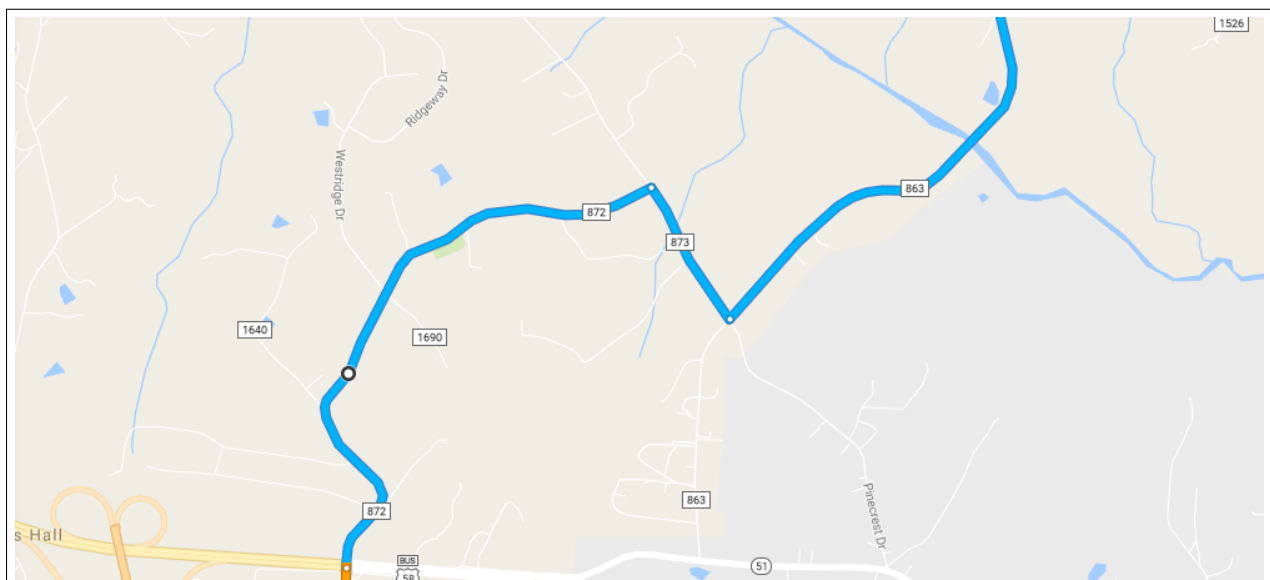 1526
Ridgeway Dr
Westridge Dr
863
872
873
1640
1690
863
Pinecrest Dr
872
s Hall
BUS
58
51